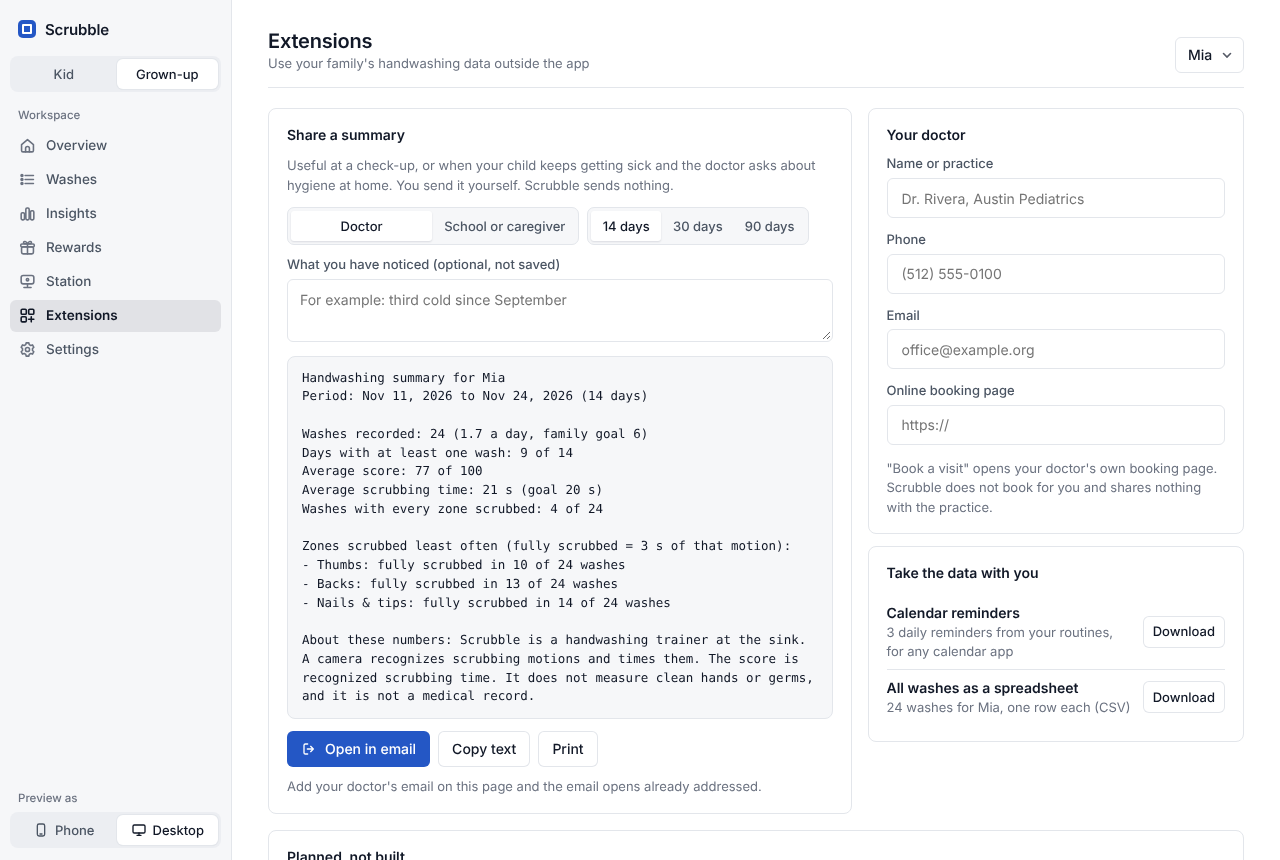 Scrubble
Kid
Grown-up
Workspace
Overview
Washes
Insights
Rewards
Station
Extensions
Settings
Preview as
Phone
Desktop
Extensions
Use your family's handwashing data outside the app
Mia
Share a summary
Useful at a check-up, or when your child keeps getting sick and the doctor asks about
hygiene at home. You send it yourself. Scrubble sends nothing.
Doctor
School or caregiver
14 days
30 days
90 days
What you have noticed (optional, not saved)
For example: third cold since September
Handwashing summary for Mia
Period: Nov 11, 2026 to Nov 24, 2026 (14 days)
Washes recorded: 24 (1.7 a day, family goal 6)
Days with at least one wash: 9 of 14
Average score: 77 of 100
Average scrubbing time: 21 s (goal 20 s)
Washes with every zone scrubbed: 4 of 24
Zones scrubbed least often (fully scrubbed = 3 s of that motion):
- Thumbs: fully scrubbed in 10 of 24 washes
- Backs: fully scrubbed in 13 of 24 washes
- Nails & tips: fully scrubbed in 14 of 24 washes
About these numbers: Scrubble is a handwashing trainer at the sink.
A camera recognizes scrubbing motions and times them. The score is
recognized scrubbing time. It does not measure clean hands or germs,
and it is not a medical record.
Open in email
Copy text
Print
Add your doctor's email on this page and the email opens already addressed.
Your doctor
Name or practice
Dr. Rivera, Austin Pediatrics
Phone
(512) 555-0100
Email
office@example.org
Online booking page
https://
"Book a visit" opens your doctor's own booking page.
Scrubble does not book for you and shares nothing
with the practice.
Take the data with you
Calendar reminders
3 daily reminders from your routines,
for any calendar app
Download
All washes as a spreadsheet
24 washes for Mia, one row each (CSV)
Download
Planned, not built